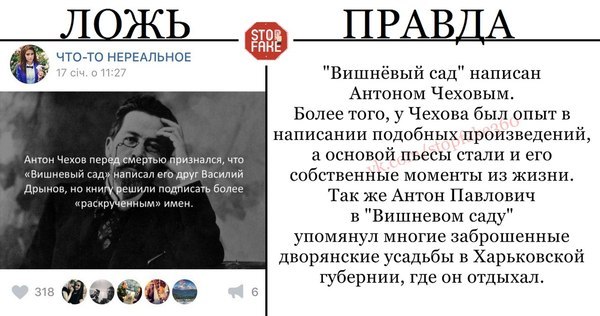 ЛОЖЬ
STOP
FAKE
ПРАВДА
ЧТО-ТО НЕРЕАЛЬНОЕ
17 січ. о 11:27
Антон Чехов перед смертью признался, что
«Вишневый сад» написал его друг Василий
Дрынов, но книгу решили подписать более
«раскрученным» имен.
318
6
"Вишнёвый сад" написан
Антоном Чеховым.
Более того, у Чехова был опыт в
написании подобных произведений,
а основой пьесы стали и его
собственные моменты из жизни.
Так же Антон Павлович
в "Вишневом саду"
упомянул многие заброшенные
дворянские усадьбы в Харьковской
губернии, где он отдыхал.